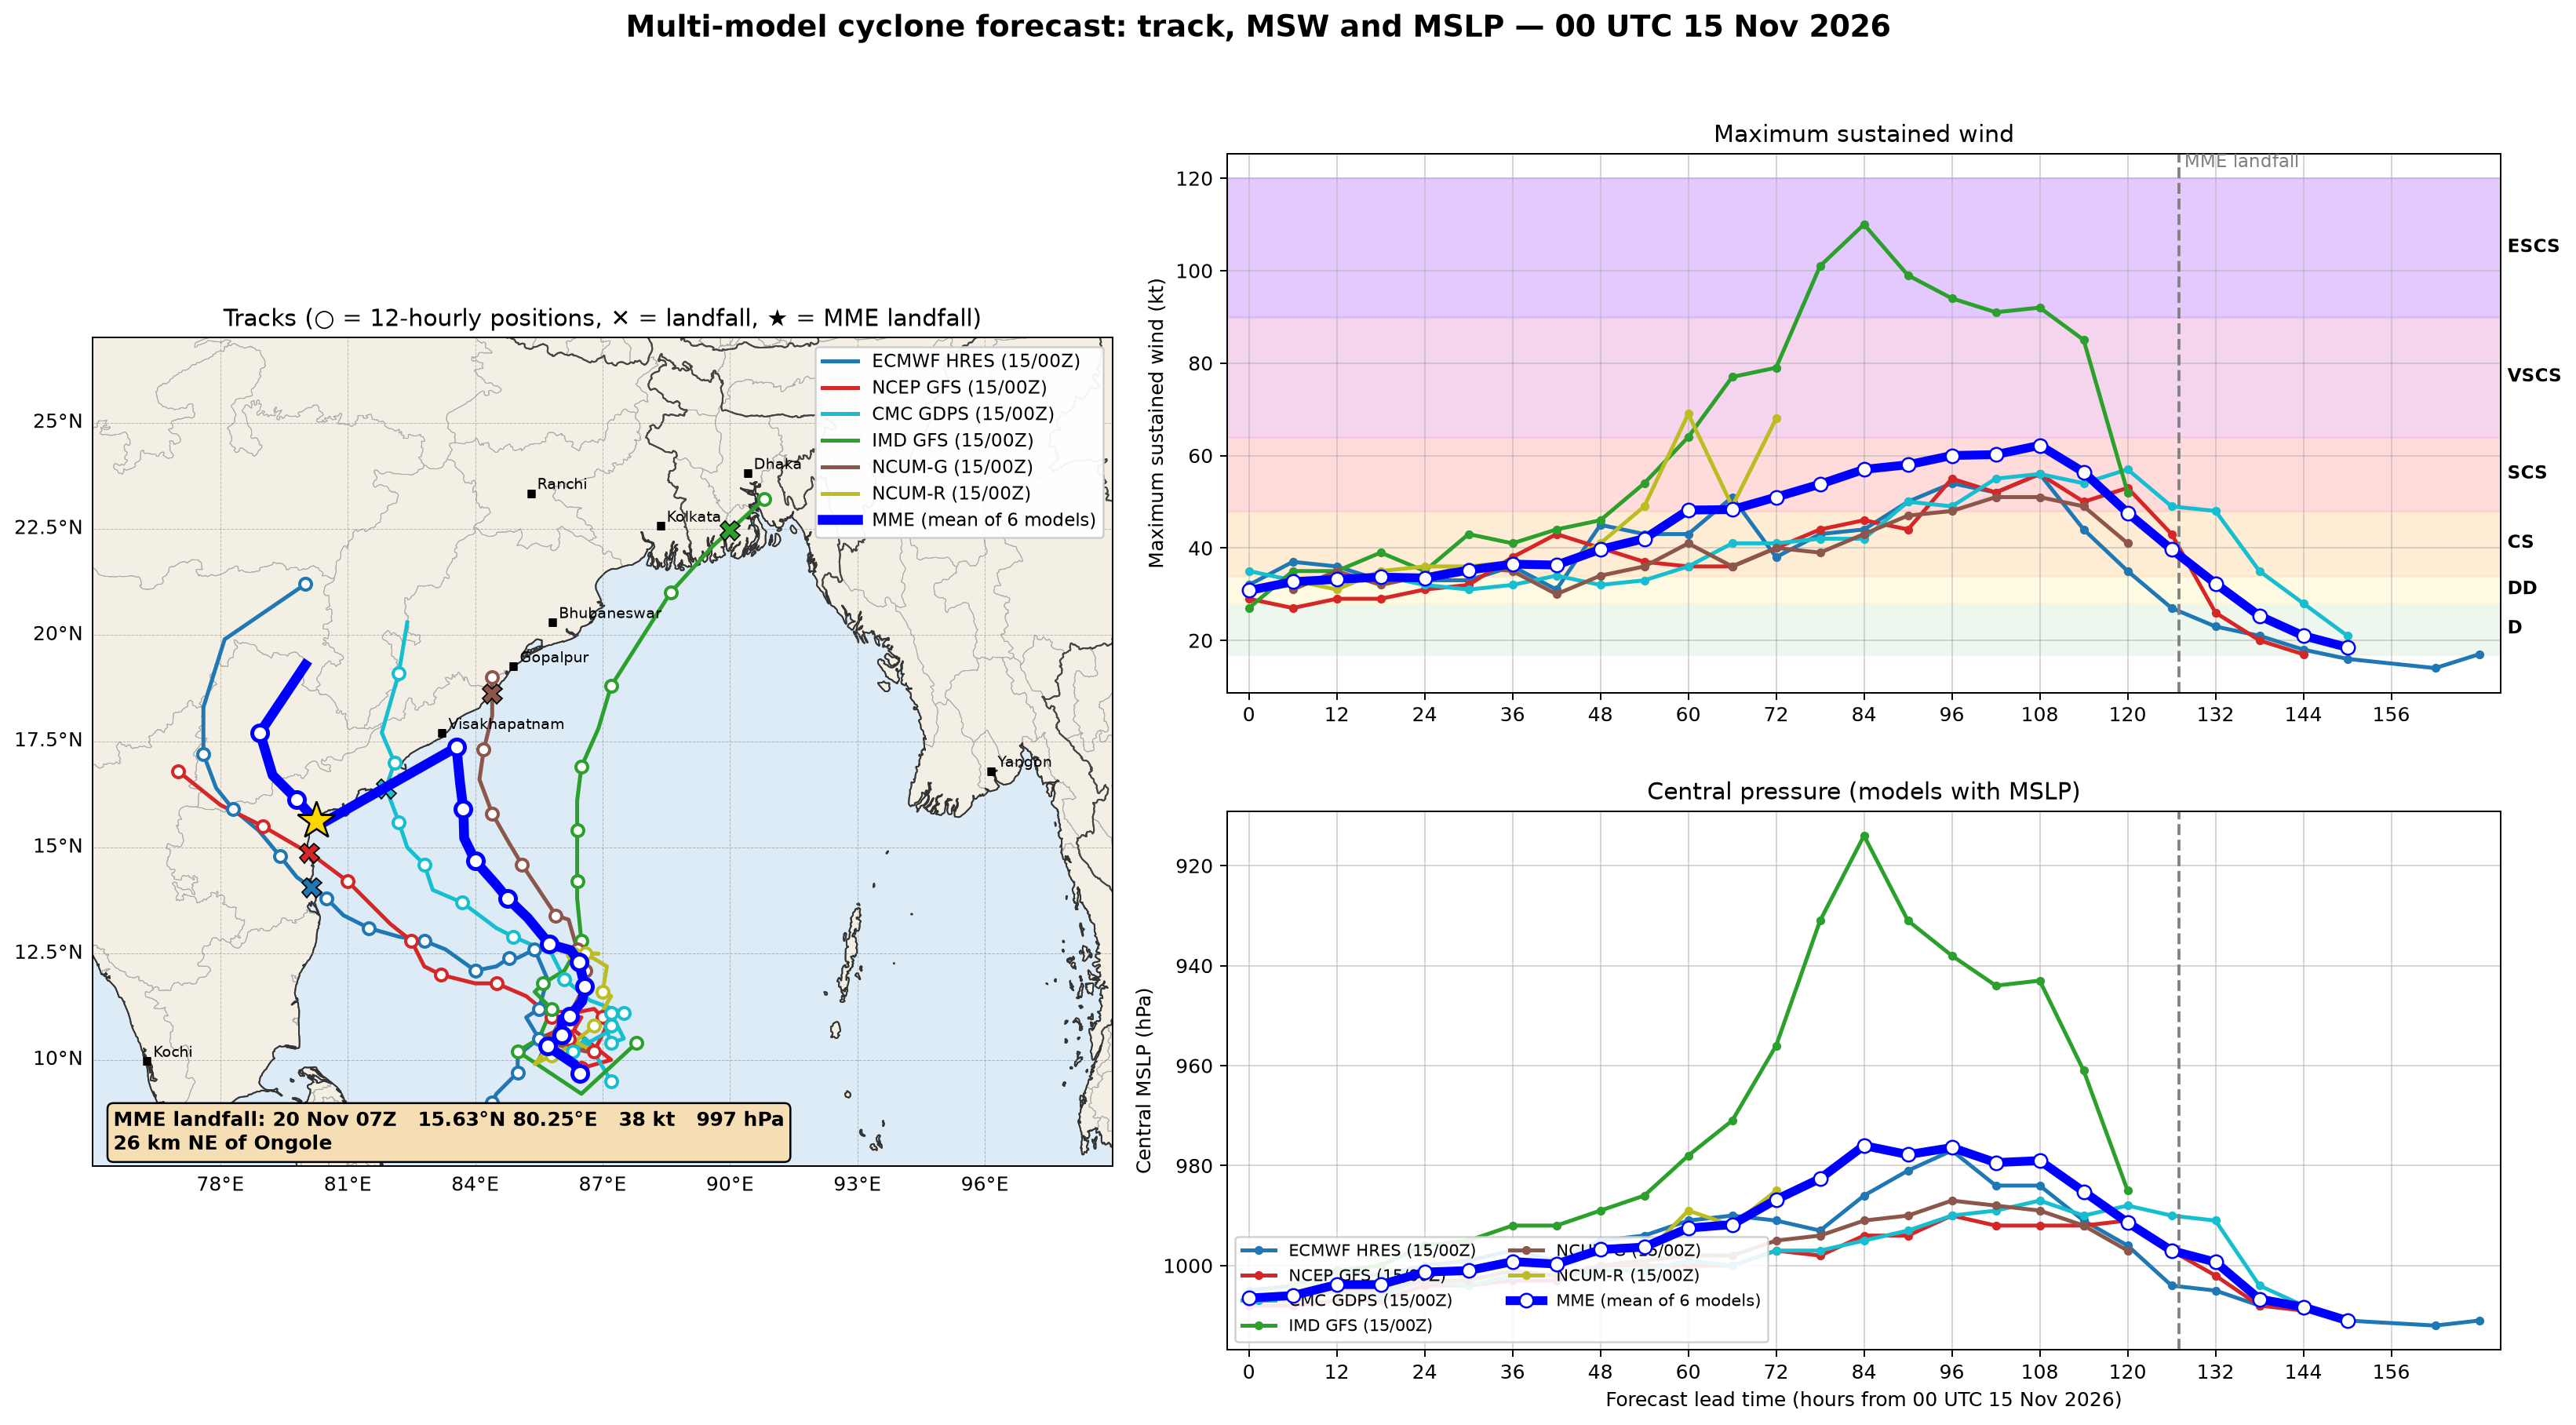 Multi-model cyclone forecast: track, MSW and MSLP — 00 UTC 15 Nov 2026
Tracks (○ = 12-hourly positions, ✕ = landfall, ★ = MME landfall)
ECMWF HRES (15/00Z)
NCEP GFS (15/00Z)
CMC GDPS (15/00Z)
IMD GFS (15/00Z)
NCUM-G (15/00Z)
NCUM-R (15/00Z)
MME (mean of 6 models)
25°N
22.5°N
20°N
17.5°N
15°N
12.5°N
10°N
Dhaka
Ranchi
Kolkata
Bhubaneswar
Gopalpur
Visakhapatnam
Yangon
Kochi
MME landfall: 20 Nov 07Z 15.63°N 80.25°E 38 kt 997 hPa
26 km NE of Ongole
78°E 81°E 84°E 87°E 90°E 93°E 96°E
Maximum sustained wind
MME landfall
Maximum sustained wind (kt)
120
100
80
60
40
20
ESCS
VSCS
SCS
CS
DD
D
0 12 24 36 48 60 72 84 96 108 120 132 144 156
Central pressure (models with MSLP)
Central MSLP (hPa)
920
940
960
980
1000
ECMWF HRES (15/00Z)
NCEP GFS (15/00Z)
CMC GDPS (15/00Z)
IMD GFS (15/00Z)
NCUM-G (15/00Z)
NCUM-R (15/00Z)
MME (mean of 6 models)
0 12 24 36 48 60 72 84 96 108 120 132 144 156
Forecast lead time (hours from 00 UTC 15 Nov 2026)